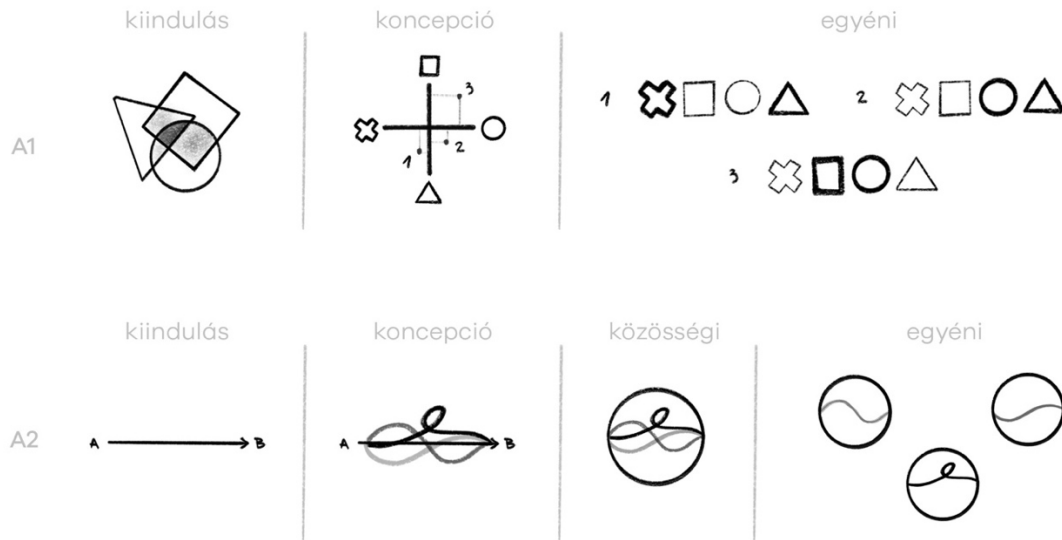 kiindulás
koncepció
egyéni
A1
3
1
2
1
2
3
kiindulás
koncepció
közösségi
egyéni
A2
A
B
A
B